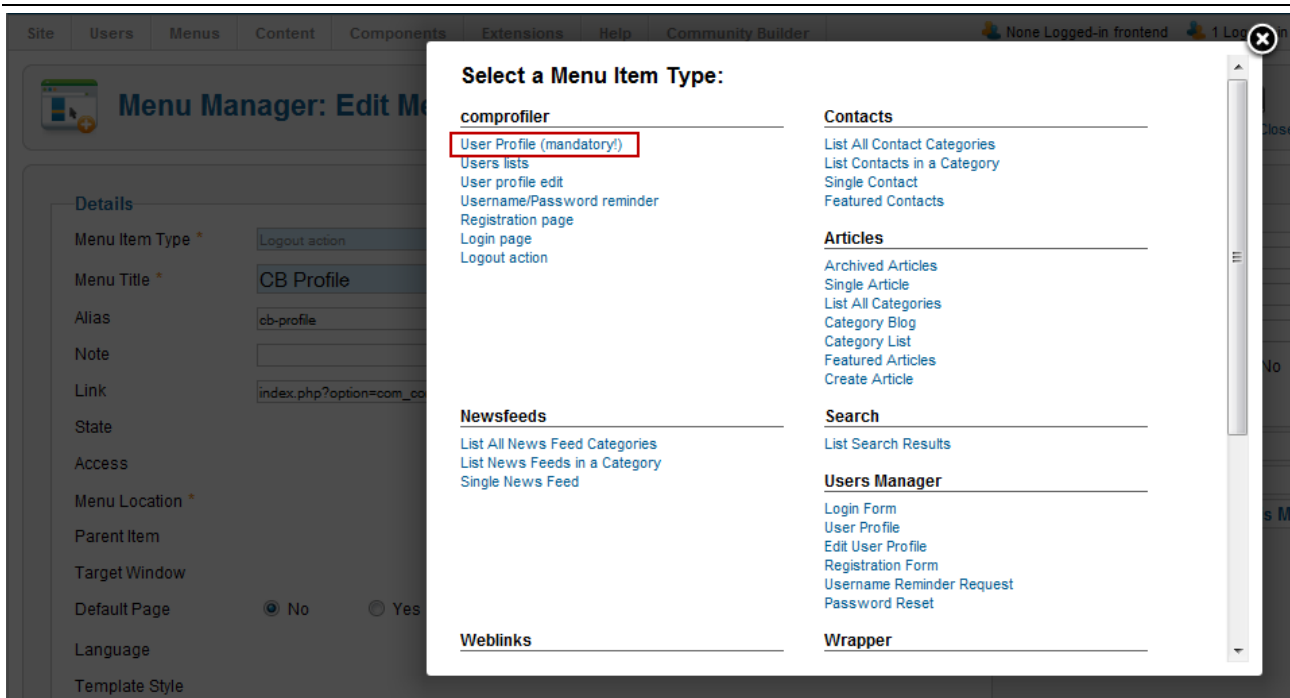 Site Users Menus Content Components Extensions Help Community Builder None Logged-in frontend 1 Log in
Menu Manager: Edit Me
Close
Details
Menu Item Type * Logout action
Menu Title * CB Profile
Alias cb-profile
Note
Link index.php?option=com_co
State
Access
Menu Location *
Parent Item
Target Window
Default Page No Yes
Language
Template Style
No
s M
Select a Menu Item Type:
comprofiler
User Profile (mandatory!)
Users lists
User profile edit
Username/Password reminder
Registration page
Login page
Logout action
Contacts
List All Contact Categories
List Contacts in a Category
Single Contact
Featured Contacts
Articles
Archived Articles
Single Article
List All Categories
Category Blog
Category List
Featured Articles
Create Article
Newsfeeds
List All News Feed Categories
List News Feeds in a Category
Single News Feed
Search
List Search Results
Users Manager
Login Form
User Profile
Edit User Profile
Registration Form
Username Reminder Request
Password Reset
Weblinks
Wrapper